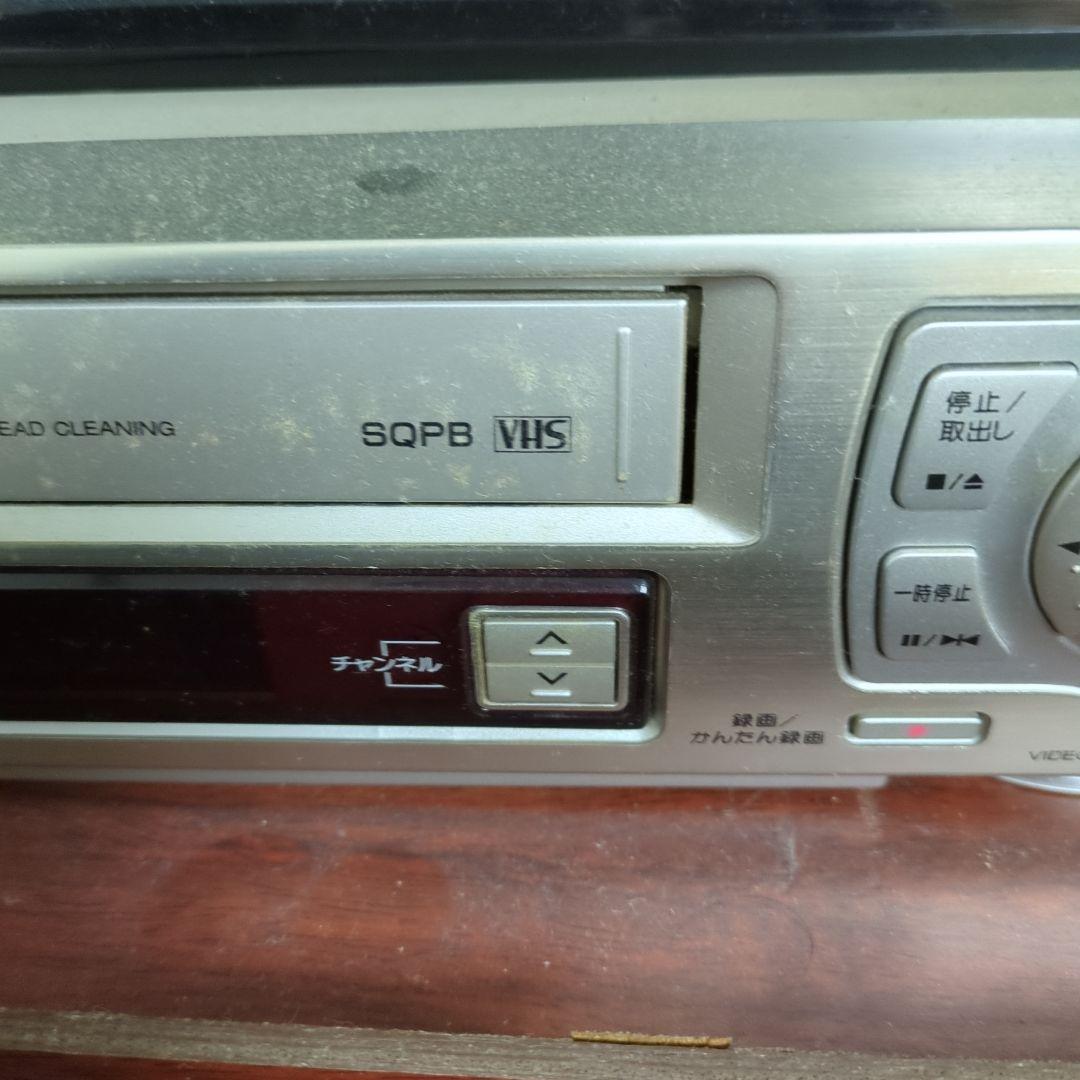 EAD CLEANING
SQPB VHS
停止/
取出し
■/⏏
一時停止
チャンネル
録画/
かんたん録画
VIDEO